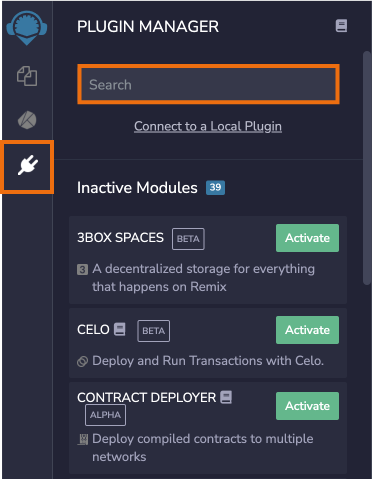 PLUGIN MANAGER
Search
Connect to a Local Plugin
Inactive Modules 39
3BOX SPACES BETA Activate
3 A decentralized storage for everything
that happens on Remix
CELO BETA Activate
Deploy and Run Transactions with Celo.
CONTRACT DEPLOYER Activate
ALPHA
Deploy compiled contracts to multiple
networks